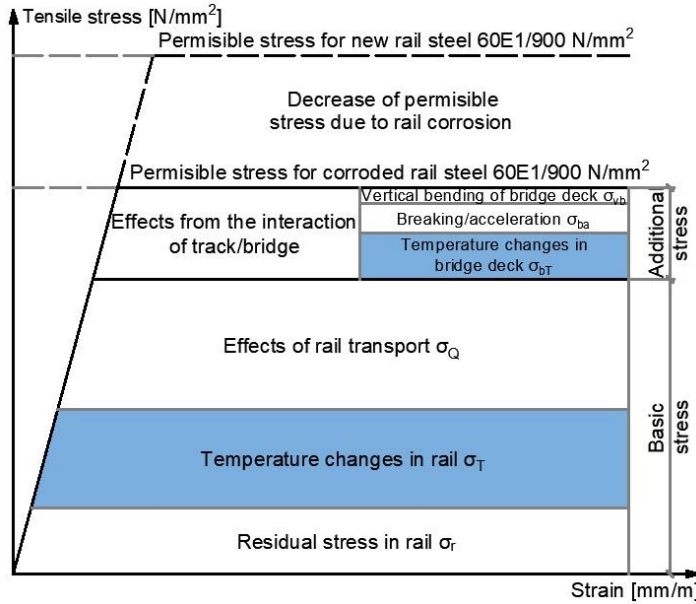 Tensile stress [N/mm²]
Permisible stress for new rail steel 60E1/900 N/mm²
Decrease of permisible
stress due to rail corrosion
Permisible stress for corroded rail steel 60E1/900 N/mm²
Effects from the interaction
of track/bridge
Vertical bending of bridge deck σvb
Breaking/acceleration σba
Temperature changes in
bridge deck σbT
Additional
stress
Effects of rail transport σQ
Temperature changes in rail σT
Residual stress in rail σr
Basic
stress
Strain [mm/m]